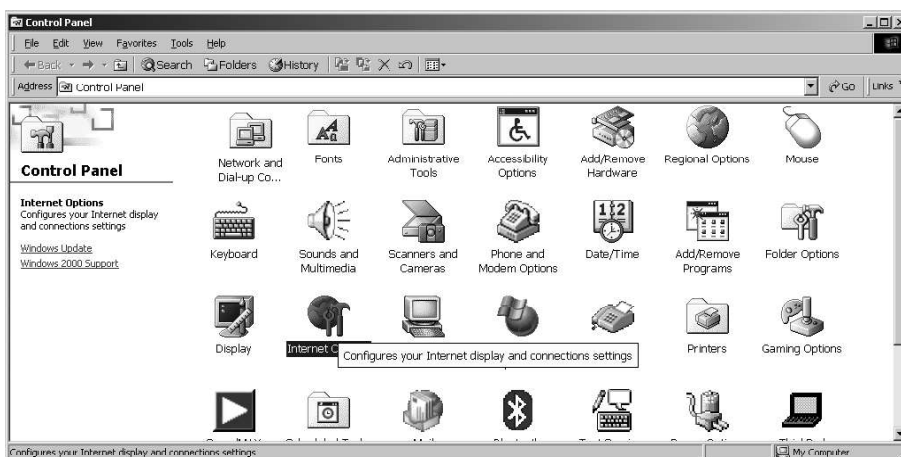 Control Panel
File Edit View Favorites Tools Help
Back Search Folders History
Address Control Panel Go Links
Control Panel
Internet Options
Configures your Internet display
and connections settings
Windows Update
Windows 2000 Support
Network and
Dial-up Co...
Fonts
Administrative
Tools
Accessibility
Options
Add/Remove
Hardware
Regional Options
Mouse
Keyboard
Sounds and
Multimedia
Scanners and
Cameras
Phone and
Modem Options
Date/Time
Add/Remove
Programs
Folder Options
Display
Internet
Configures your Internet display and connections settings
Printers
Gaming Options
Configures your Internet display and connections settings
My Computer